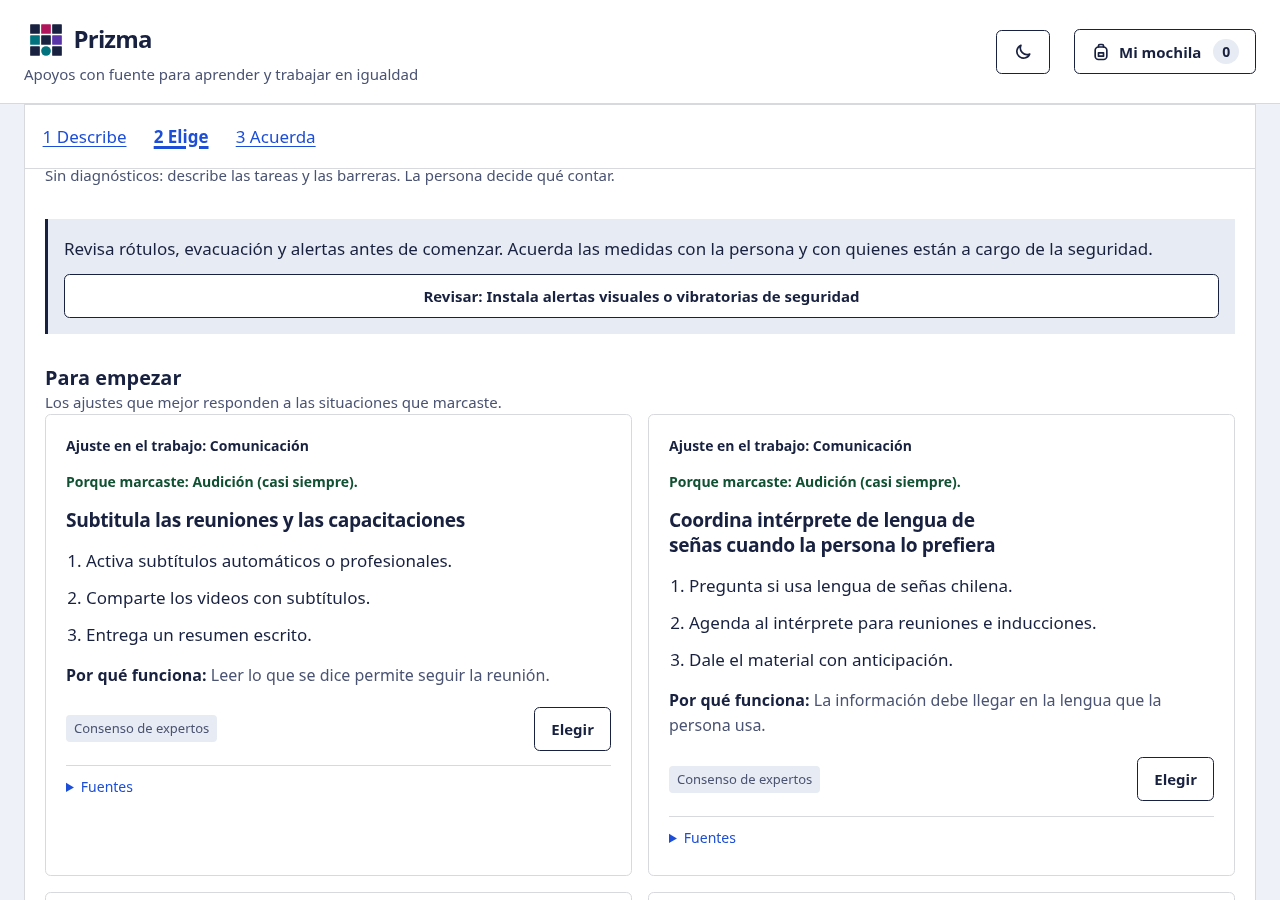 Prizma
Apoyos con fuente para aprender y trabajar en igualdad
Mi mochila 0
1 Describe 2 Elige 3 Acuerda
Sin diagnósticos: describe las tareas y las barreras. La persona decide qué contar.
Revisa rótulos, evacuación y alertas antes de comenzar. Acuerda las medidas con la persona y con quienes están a cargo de la seguridad.
Revisar: Instala alertas visuales o vibratorias de seguridad
Para empezar
Los ajustes que mejor responden a las situaciones que marcaste.
Ajuste en el trabajo: Comunicación
Porque marcaste: Audición (casi siempre).
Subtitula las reuniones y las capacitaciones
1. Activa subtítulos automáticos o profesionales.
2. Comparte los videos con subtítulos.
3. Entrega un resumen escrito.
Por qué funciona: Leer lo que se dice permite seguir la reunión.
Consenso de expertos
Elegir
Fuentes
Ajuste en el trabajo: Comunicación
Porque marcaste: Audición (casi siempre).
Coordina intérprete de lengua de
señas cuando la persona lo prefiera
1. Pregunta si usa lengua de señas chilena.
2. Agenda al intérprete para reuniones e inducciones.
3. Dale el material con anticipación.
Por qué funciona: La información debe llegar en la lengua que la
persona usa.
Consenso de expertos
Elegir
Fuentes